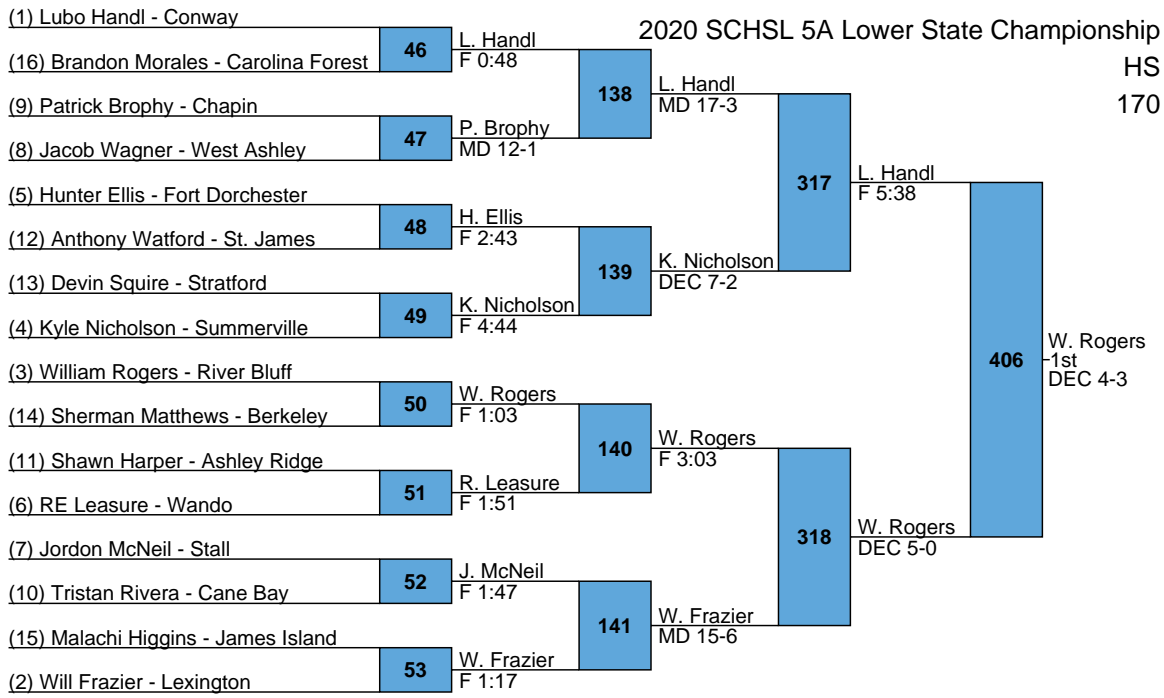 2020 SCHSL 5A Lower State Championship
HS
170
(1) Lubo Handl - Conway
(16) Brandon Morales - Carolina Forest
(9) Patrick Brophy - Chapin
(8) Jacob Wagner - West Ashley
(5) Hunter Ellis - Fort Dorchester
(12) Anthony Watford - St. James
(13) Devin Squire - Stratford
(4) Kyle Nicholson - Summerville
(3) William Rogers - River Bluff
(14) Sherman Matthews - Berkeley
(11) Shawn Harper - Ashley Ridge
(6) RE Leasure - Wando
(7) Jordon McNeil - Stall
(10) Tristan Rivera - Cane Bay
(15) Malachi Higgins - James Island
(2) Will Frazier - Lexington
46
47
48
49
50
51
52
53
L. Handl
F 0:48
P. Brophy
MD 12-1
H. Ellis
F 2:43
K. Nicholson
F 4:44
W. Rogers
F 1:03
R. Leasure
F 1:51
J. McNeil
F 1:47
W. Frazier
F 1:17
138
139
140
141
L. Handl
MD 17-3
K. Nicholson
DEC 7-2
W. Rogers
F 3:03
W. Frazier
MD 15-6
317
318
L. Handl
F 5:38
W. Rogers
DEC 5-0
406
W. Rogers
1st
DEC 4-3